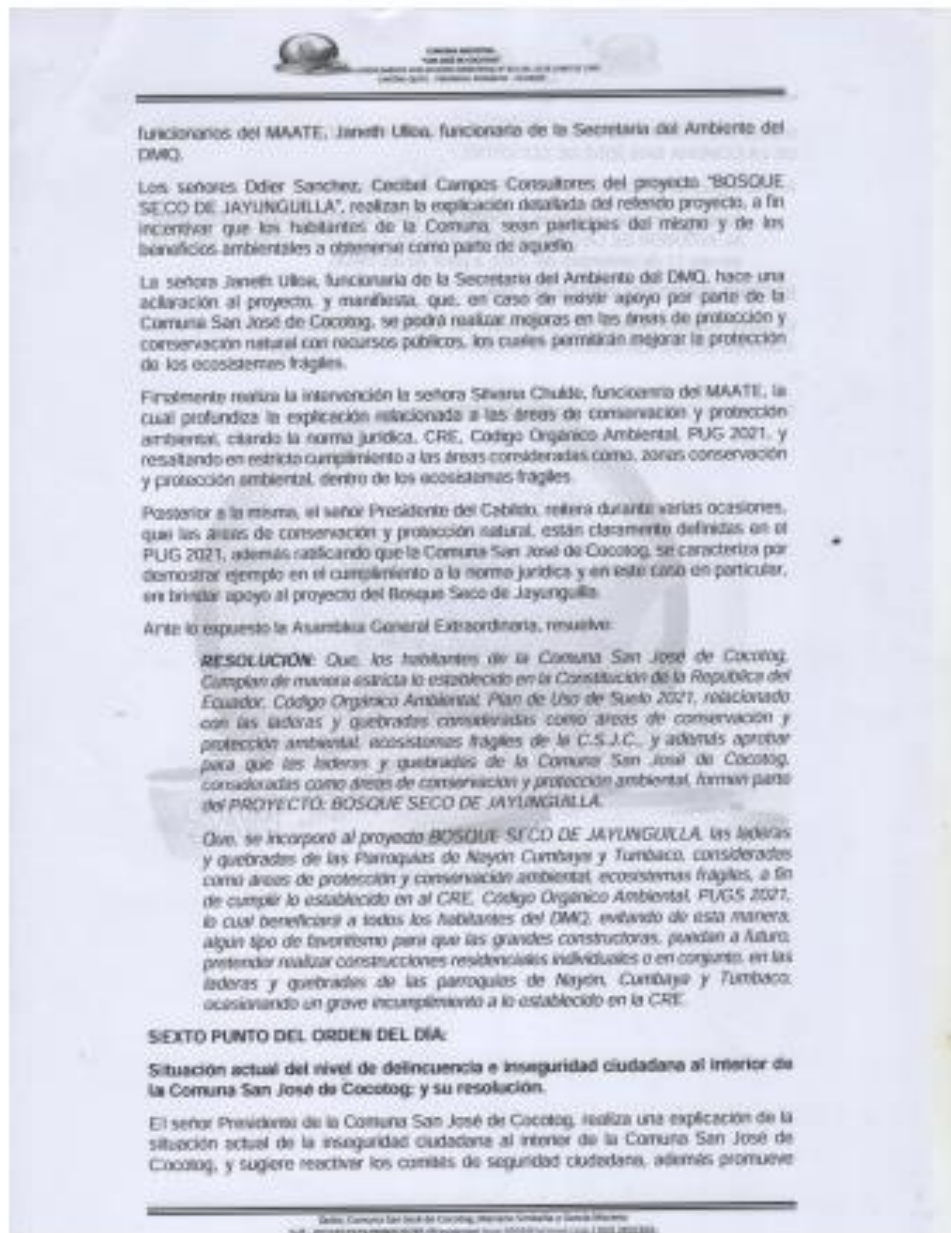 COMUNA ANCESTRAL
"SAN JOSÉ DE COCOTOG"
funcionarios del MAATE, Janeth Ulloa, funcionaria de la Secretaria del Ambiente del
DMQ.
Los señores Ddier Sanchez, Cecibel Campos Consultores del proyecto "BOSQUE
SECO DE JAYUNGUILLA", realizan la explicación detallada del referido proyecto, a fin
incentivar que los habitantes de la Comuna, sean participes del mismo y de los
beneficios ambientales a obtenerse como parte de aquello.
La señora Janeth Ulloa, funcionaria de la Secretaria del Ambiente del DMQ, hace una
aclaración al proyecto, y manifiesta, que, en caso de existir apoyo por parte de la
Comuna San José de Cocotog, se podrá realizar mejoras en las áreas de protección y
conservación natural con recursos públicos, los cuales permitirán mejorar la protección
de los ecosistemas frágiles.
Finalmente realiza la intervención la señora Silvana Chulde, funcioanria del MAATE, la
cual profundiza la explicación relacionada a las áreas de conservación y protección
ambiental, citando la norma jurídica, CRE, Código Orgánico Ambiental, PUG 2021, y
resaltando en estricto cumplimiento a las áreas consideradas como, zonas conservación
y protección ambiental, dentro de los ecosistemas frágiles.
Posterior a la misma, el señor Presidente del Cabildo, reitera durante varias ocasiones,
que las áreas de conservación y protección natural, están claramente definidas en el
PUG 2021, además ratificando que la Comuna San José de Cocotog, se caracteriza por
demostrar ejemplo en el cumplimiento a la norma jurídica y en este caso en particular,
en brindar apoyo al proyecto del Bosque Seco de Jayunguilla.
Ante lo expuesto la Asamblea General Extraordinaria, resuelve:
RESOLUCIÓN: Que, los habitantes de la Comuna San José de Cocotog,
Cumplan de manera estricta lo establecido en la Constitución de la República del
Ecuador, Código Orgánico Ambiental, Plan de Uso de Suelo 2021, relacionado
con las laderas y quebradas consideradas como áreas de conservación y
protección ambiental, ecosistemas frágiles de la C.S.J.C., y además aprobar
para que las laderas y quebradas de la Comuna San José de Cocotog,
consideradas como áreas de conservación y protección ambiental, formen parte
del PROYECTO: BOSQUE SECO DE JAYUNGUILLA.
Que, se incorpore al proyecto BOSQUE SECO DE JAYUNGUILLA, las laderas
y quebradas de las Parroquias de Nayón Cumbaya y Tumbaco, consideradas
como áreas de protección y conservación ambiental, ecosistemas frágiles, a fin
de cumplir lo establecido en al CRE, Código Orgánico Ambiental, PUGS 2021,
lo cual beneficiará a todos los habitantes del DMQ, evitando de esta manera,
algún tipo de favoritismo para que las grandes constructoras, puedan a futuro,
pretender realizar construcciones residenciales individuales o en conjunto, en las
laderas y quebradas de las parroquias de Nayón, Cumbaya y Tumbaco;
ocasionando un grave incumplimiento a lo establecido en la CRE.
SIEXTO PUNTO DEL ORDEN DEL DÍA:
Situación actual del nivel de delincuencia e inseguridad ciudadana al interior de
la Comuna San José de Cocotog; y su resolución.
El señor Presidente de la Comuna San José de Cocotog, realiza una explicación de la
situación actual de la inseguridad ciudadana al interior de la Comuna San José de
Cocotog, y sugiere reactivar los comités de seguridad ciudadana, además promueve